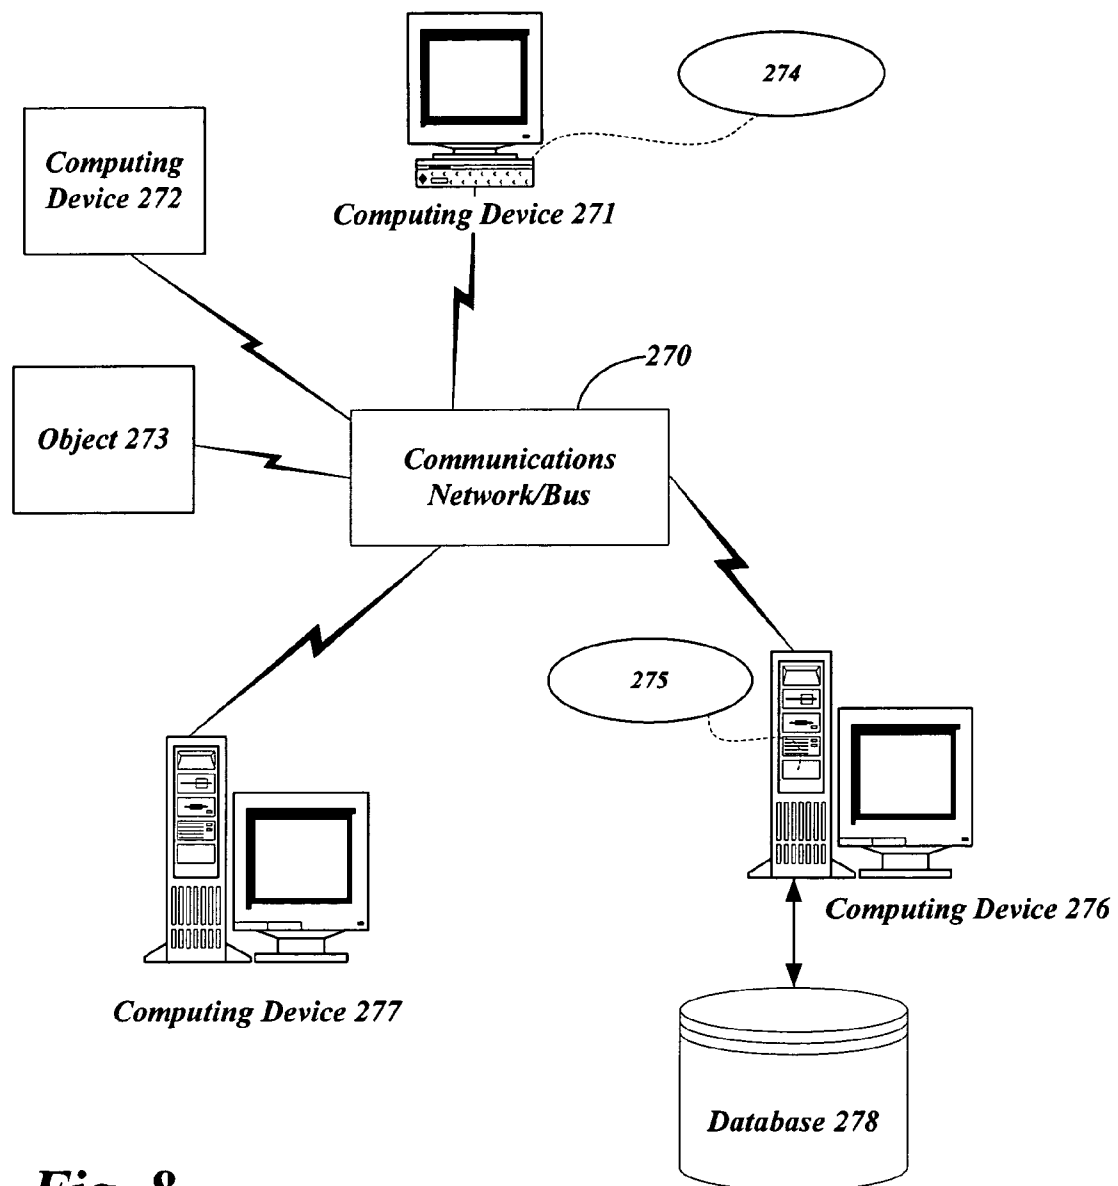 274
Computing
Device 272
Computing Device 271
270
Object 273
Communications
Network/Bus
275
Computing Device 276
Computing Device 277
Database 278
Fig. 8